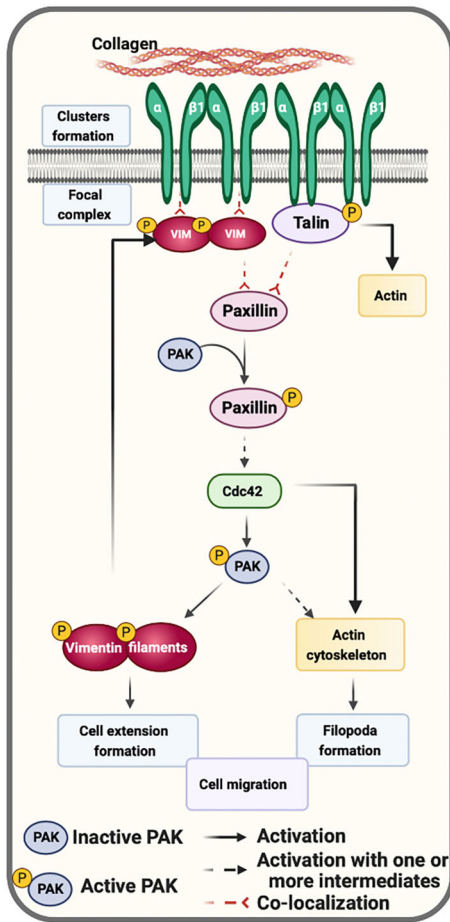 Collagen
α β1 α β1 α β1 α β1
Clusters
formation
Focal
complex
P P P
VIM VIM Talin
Actin
Paxillin
PAK
Paxillin P
Cdc42
P
PAK
P P
Vimentin filaments
Actin
cytoskeleton
Cell extension
formation
Filopoda
formation
Cell migration
PAK Inactive PAK
Activation
Activation with one or
more intermediates
P
PAK Active PAK
Co-localization